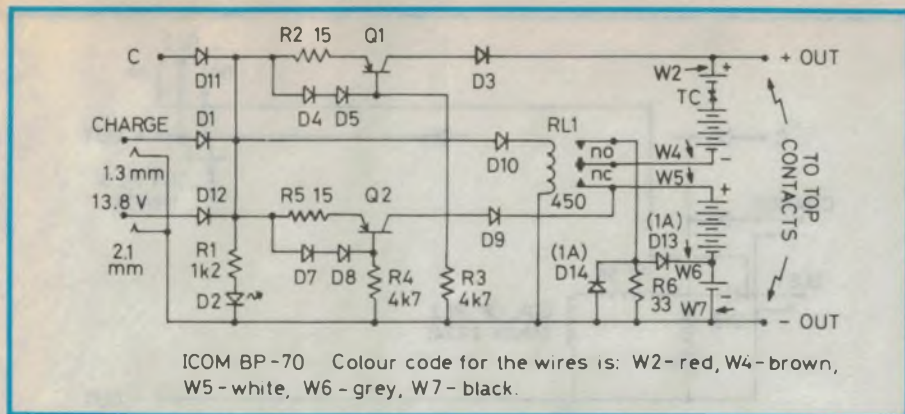 C
D11
R2 15
Q1
D3
W2
+
+ OUT
D4 D5
TC
CHARGE
D1
1.3 mm
D10
RL1
no
nc
450
W4
-
W5
+
TO TOP
CONTACTS
13.8 V
D12
2.1
mm
R5 15
Q2
D9
R1
1k2
D2
D7 D8
R4
4k7
R3
4k7
(1A)
D14
(1A)
D13
W6
R6
33
W7
-
- OUT
ICOM BP-70 Colour code for the wires is: W2-red, W4-brown,
W5-white, W6-grey, W7-black.